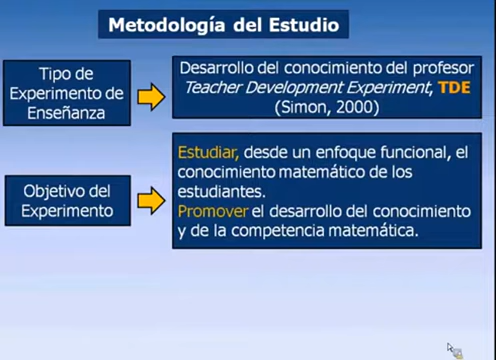 Metodología del Estudio
Tipo de
Experimento de
Enseñanza
Desarrollo del conocimiento del profesor
Teacher Development Experiment, TDE
(Simon, 2000)
Objetivo del
Experimento
Estudiar, desde un enfoque funcional, el
conocimiento matemático de los
estudiantes.
Promover el desarrollo del conocimiento
y de la competencia matemática.